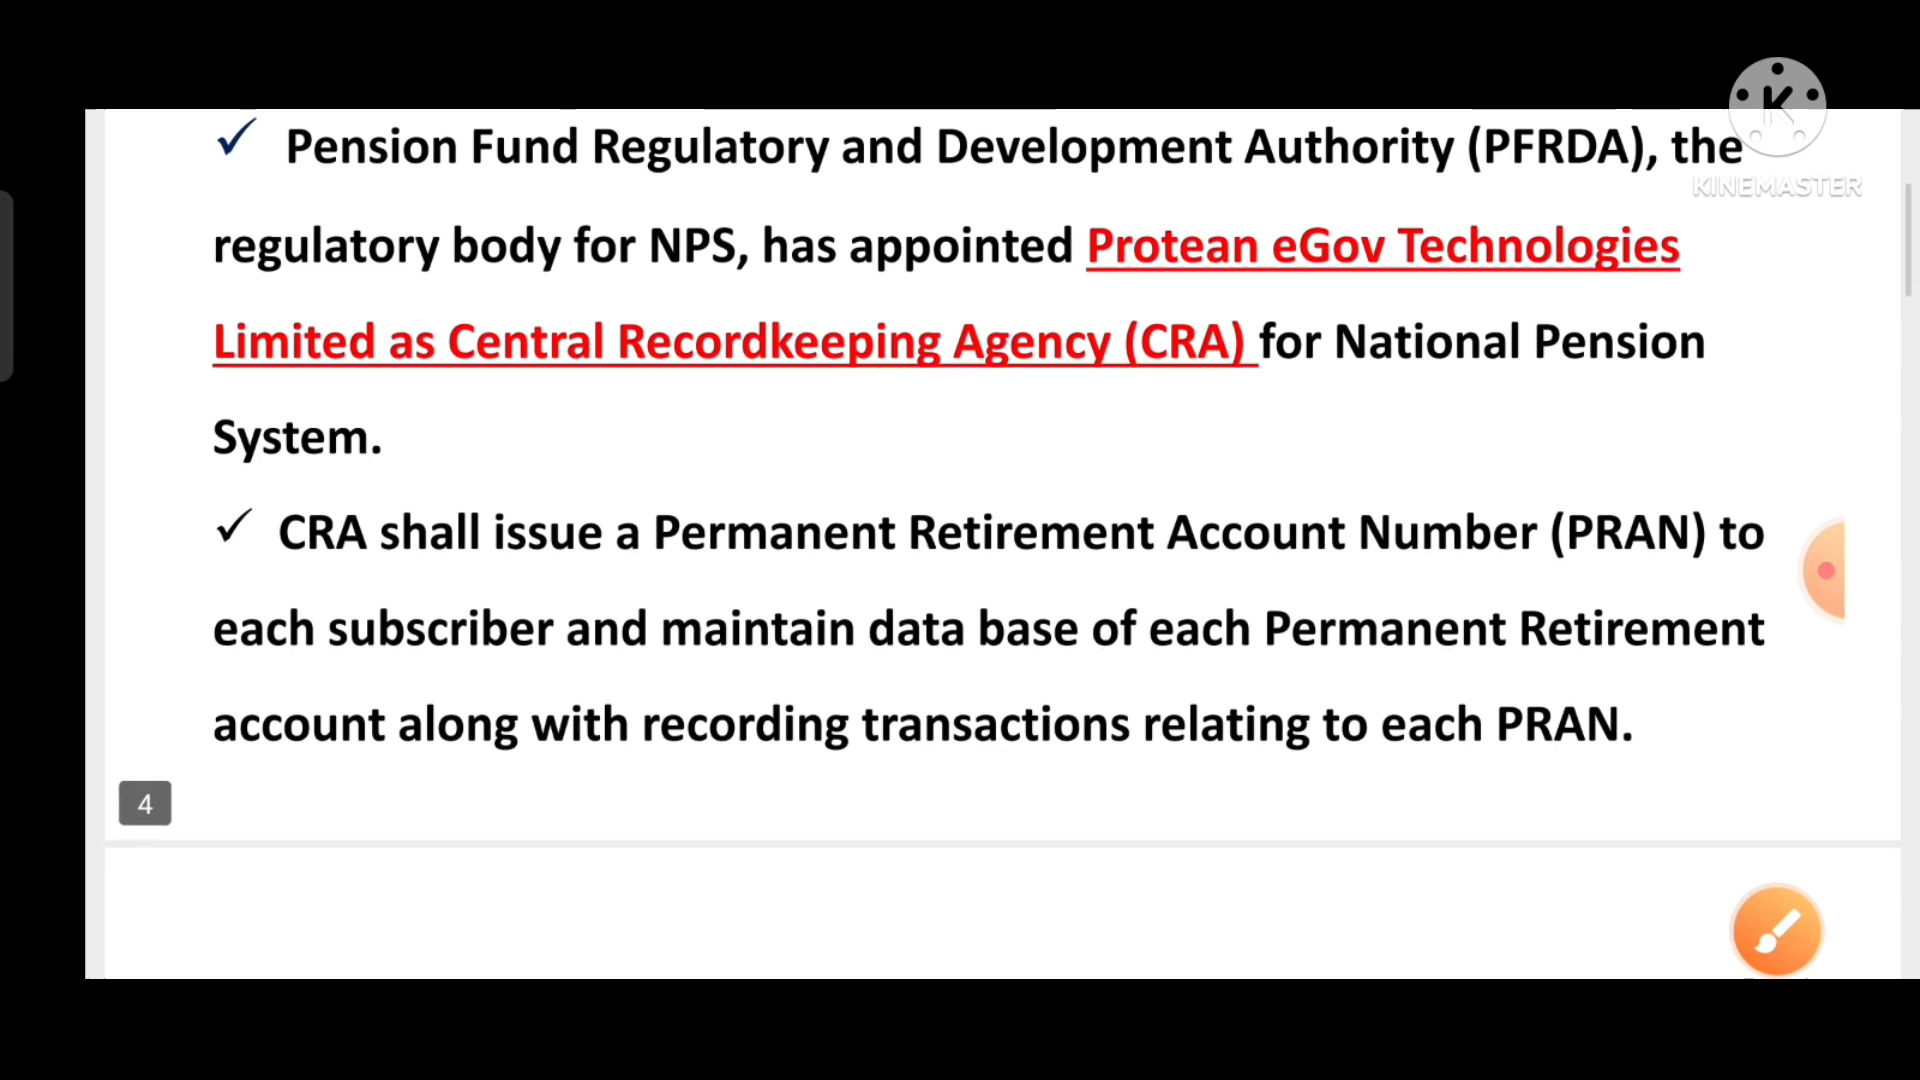 ✓ Pension Fund Regulatory and Development Authority (PFRDA), the
regulatory body for NPS, has appointed Protean eGov Technologies
Limited as Central Recordkeeping Agency (CRA) for National Pension
System.
✓ CRA shall issue a Permanent Retirement Account Number (PRAN) to
each subscriber and maintain data base of each Permanent Retirement
account along with recording transactions relating to each PRAN.
4
K
KINEMASTER